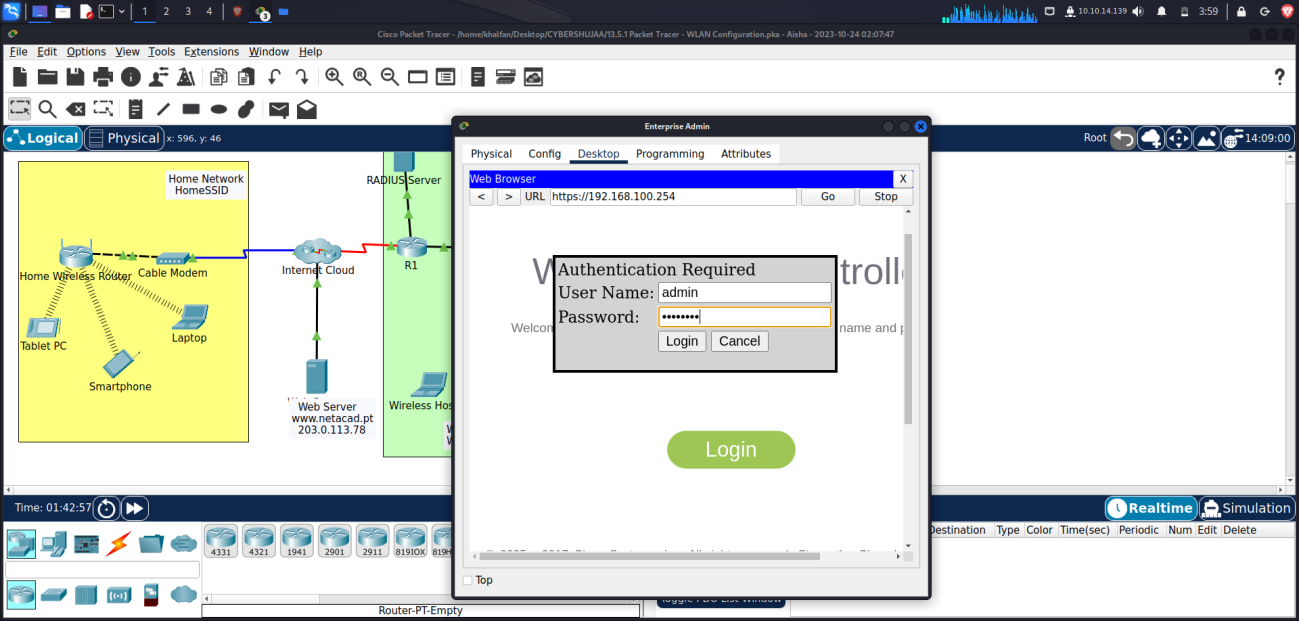 1 2 3 4
3
10.10.14.139
3:59
Cisco Packet Tracer - /home/khalfan/Desktop/CYBERSHUJAA/13.5.1 Packet Tracer - WLAN Configuration.pka - Aisha - 2023-10-24 02:07:47
File Edit Options View Tools Extensions Window Help
?
Logical Physical x: 596, y: 46
Root 14:09:00
Home Network
HomeSSID
Home Wireless Router
Cable Modem
Tablet PC
Laptop
Smartphone
Internet Cloud
Web Server
www.netacad.pt
203.0.113.78
RADIUS Server
R1
Wireless Hos
Enterprise Admin
Physical Config Desktop Programming Attributes
Web Browser X
< > URL https://192.168.100.254 Go Stop
W trolle
Welcom name and p
Authentication Required
User Name: admin
Password: ••••••••
Login Cancel
Login
Top
Time: 01:42:57
Realtime Simulation
4331 4321 1941 2901 2911 819IOX 819H
Router-PT-Empty
Destination Type Color Time(sec) Periodic Num Edit Delete
Toggle PDU List Window